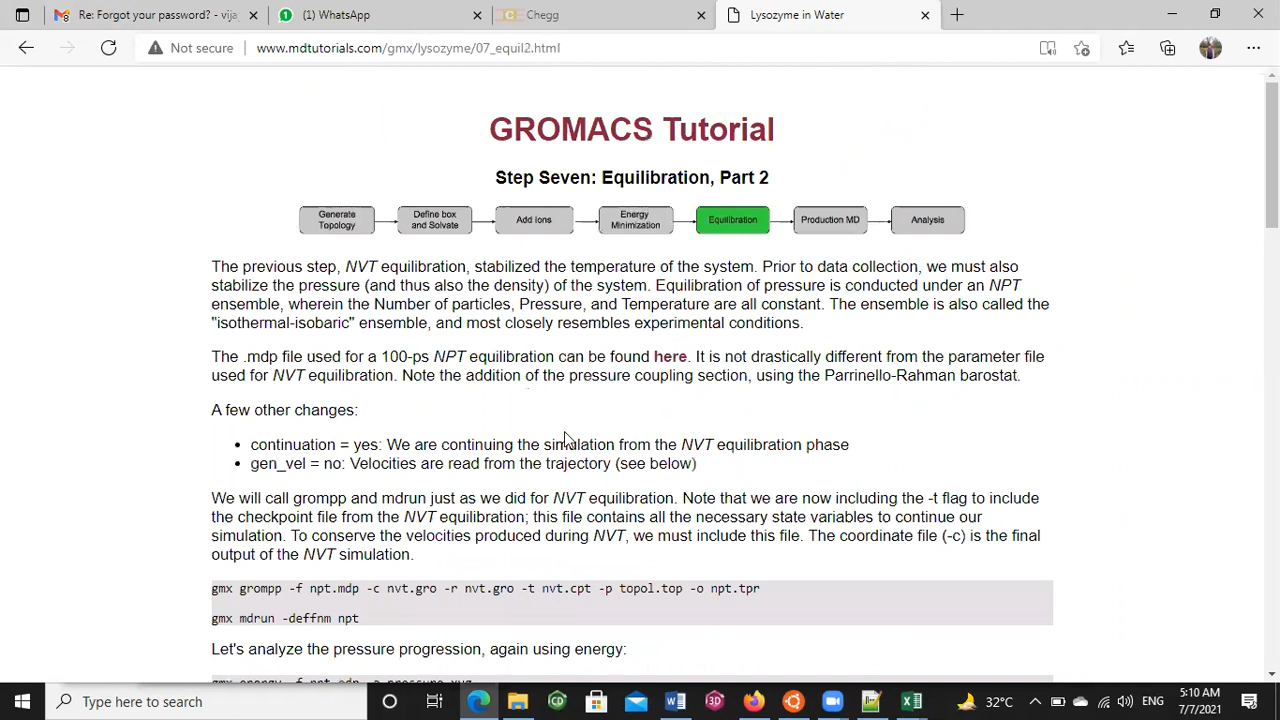 Re: Forgot your password? - vija
(1) WhatsApp
Chegg
Lysozyme in Water
Not secure
www.mdtutorials.com/gmx/lysozyme/07_equil2.html
GROMACS Tutorial
Step Seven: Equilibration, Part 2
Generate Topology
Define box and Solvate
Add Ions
Energy Minimization
Equilibration
Production MD
Analysis
The previous step, NVT equilibration, stabilized the temperature of the system. Prior to data collection, we must also
stabilize the pressure (and thus also the density) of the system. Equilibration of pressure is conducted under an NPT
ensemble, wherein the Number of particles, Pressure, and Temperature are all constant. The ensemble is also called the
"isothermal-isobaric" ensemble, and most closely resembles experimental conditions.
The .mdp file used for a 100-ps NPT equilibration can be found here. It is not drastically different from the parameter file
used for NVT equilibration. Note the addition of the pressure coupling section, using the Parrinello-Rahman barostat.
A few other changes:
• continuation = yes: We are continuing the simulation from the NVT equilibration phase
• gen_vel = no: Velocities are read from the trajectory (see below)
We will call grompp and mdrun just as we did for NVT equilibration. Note that we are now including the -t flag to include
the checkpoint file from the NVT equilibration; this file contains all the necessary state variables to continue our
simulation. To conserve the velocities produced during NVT, we must include this file. The coordinate file (-c) is the final
output of the NVT simulation.
gmx grompp -f npt.mdp -c nvt.gro -r nvt.gro -t nvt.cpt -p topol.top -o npt.tpr
gmx mdrun -deffnm npt
Let's analyze the pressure progression, again using energy:
gmx energy -f npt.edr -o pressure.xvg
Type here to search
32°C
ENG
5:10 AM
7/7/2021